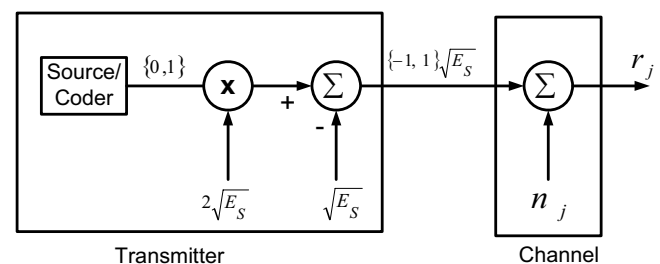 Source/
Coder
{0,1}
x
+
Σ
-
2√E_S
√E_S
{−1, 1}√E_S
Σ
n_j
r_j
Transmitter
Channel